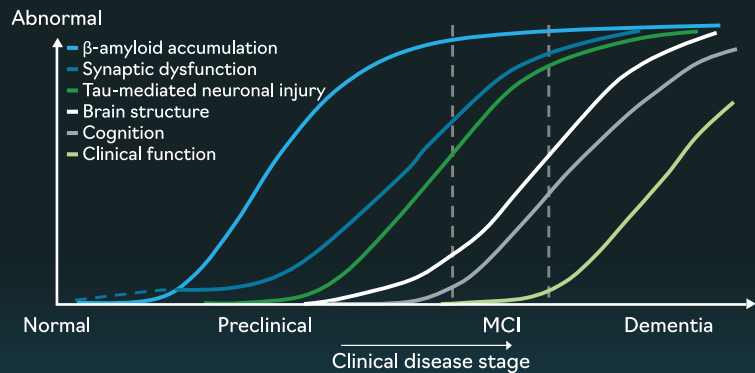 Abnormal
β-amyloid accumulation
Synaptic dysfunction
Tau-mediated neuronal injury
Brain structure
Cognition
Clinical function
Normal Preclinical MCI Dementia
Clinical disease stage